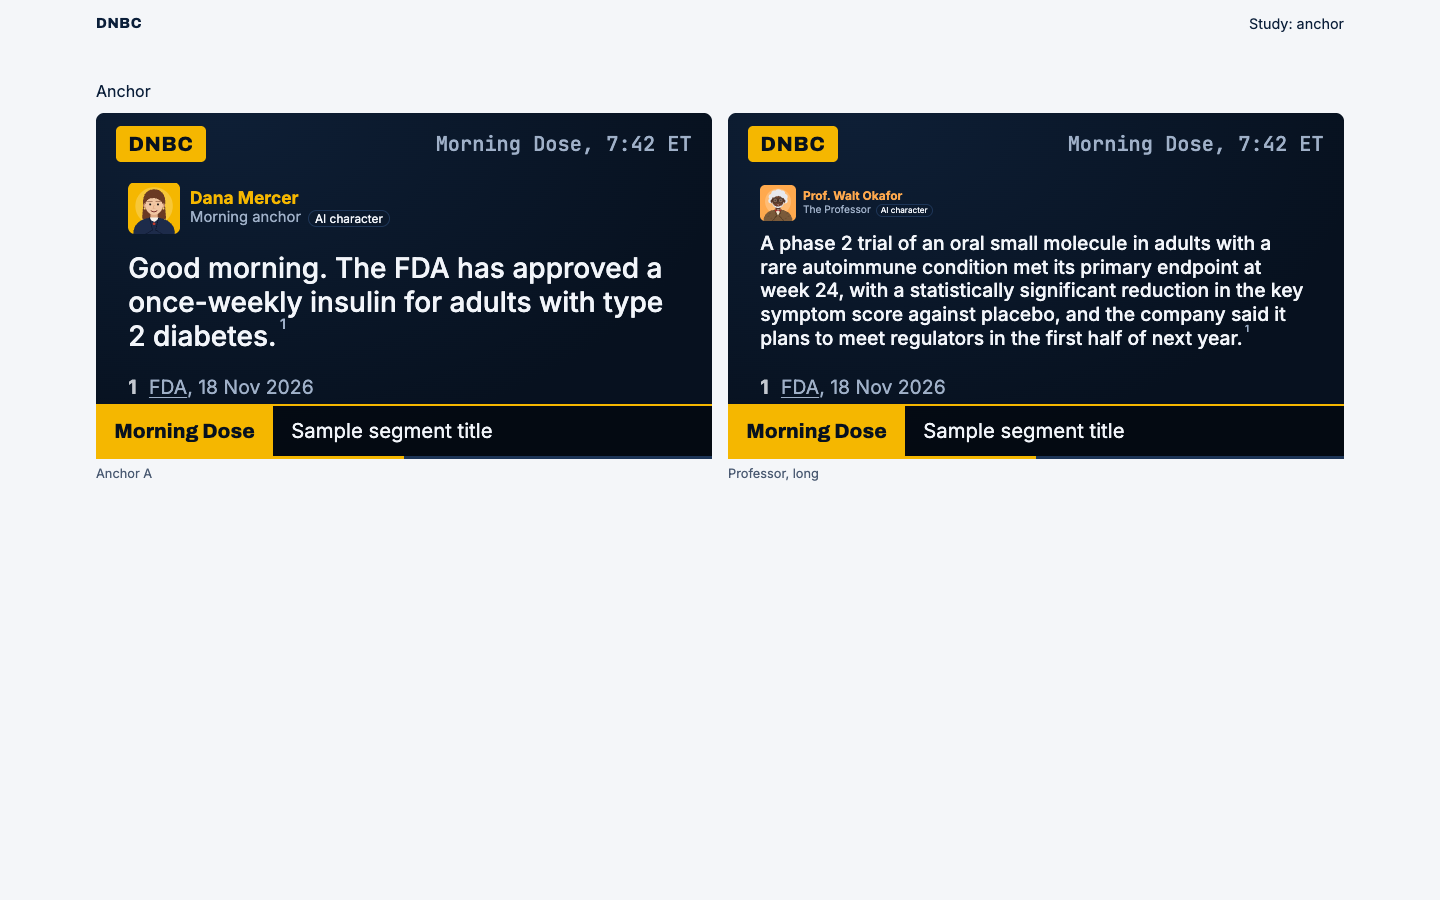 DNBC
Study: anchor
Anchor
DNBC
Morning Dose, 7:42 ET
Dana Mercer
Morning anchor AI character
Good morning. The FDA has approved a
once-weekly insulin for adults with type
2 diabetes.1
1 FDA, 18 Nov 2026
Morning Dose
Sample segment title
Anchor A
DNBC
Morning Dose, 7:42 ET
Prof. Walt Okafor
The Professor AI character
A phase 2 trial of an oral small molecule in adults with a
rare autoimmune condition met its primary endpoint at
week 24, with a statistically significant reduction in the key
symptom score against placebo, and the company said it
plans to meet regulators in the first half of next year.1
1 FDA, 18 Nov 2026
Morning Dose
Sample segment title
Professor, long